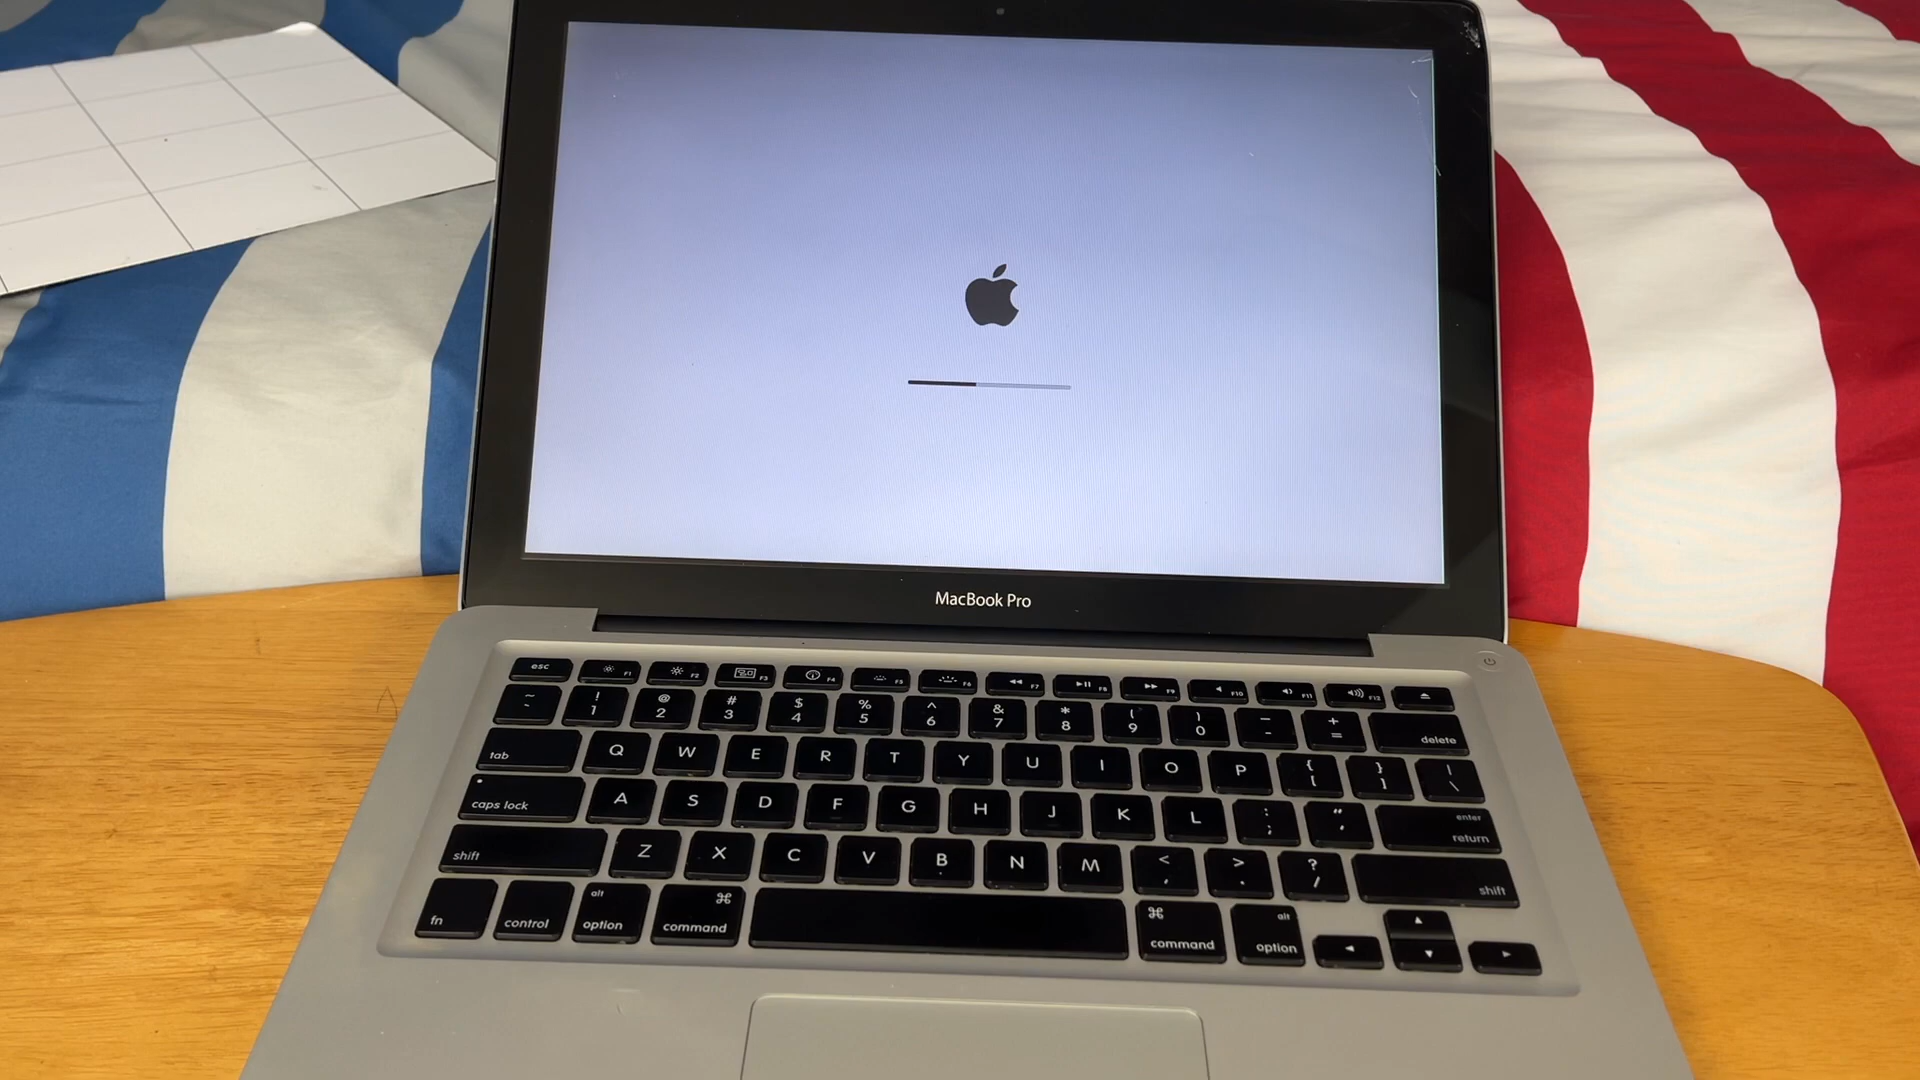 MacBook Pro
esc F1 F2 F3 F4 F5 F6 F7 F8 F9 F10 F11 F12
~ ` ! 1 @ 2 # 3 $ 4 % 5 ^ 6 & 7 * 8 ( 9 ) 0 _ - + = delete
tab Q W E R T Y U I O P { [ } ] | \
caps lock A S D F G H J K L : ; " ' enter return
shift Z X C V B N M < , > . ? / shift
fn control alt option ⌘ command ⌘ command alt option